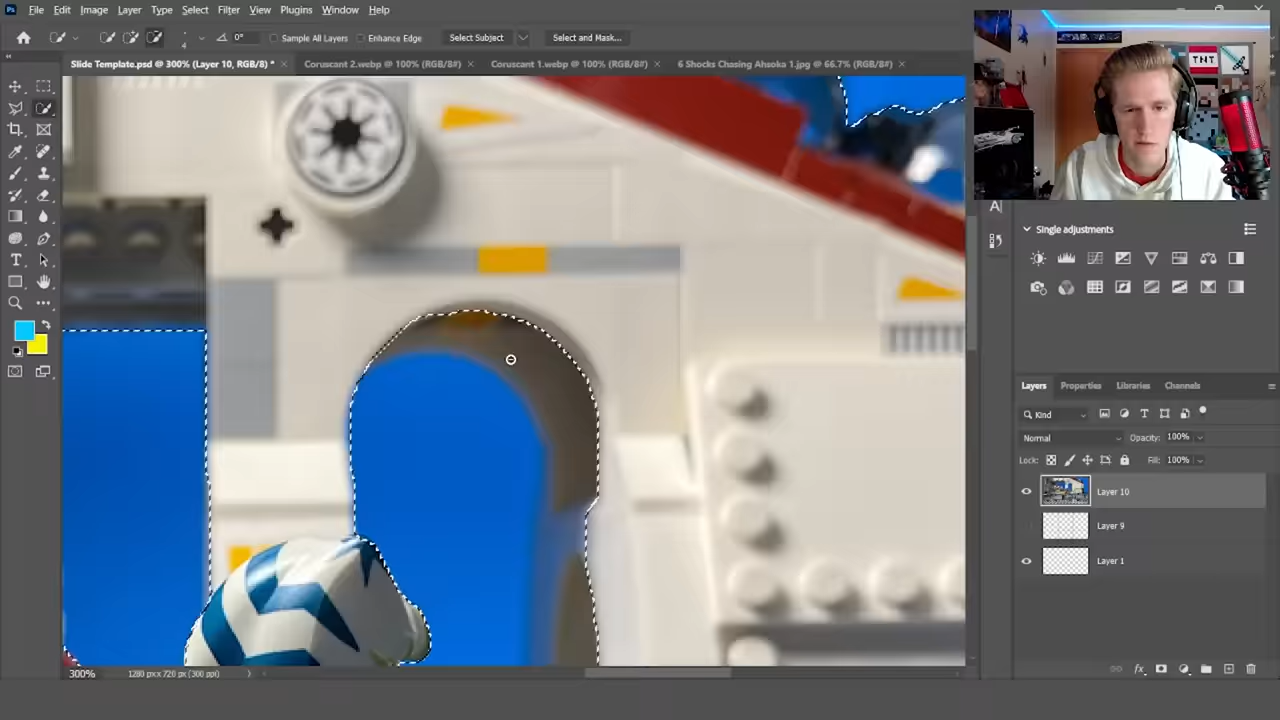 Ps File Edit Image Layer Type Select Filter View Plugins Window Help
4 0° Sample All Layers Enhance Edge Select Subject Select and Mask...
Slide Template.psd @ 300% (Layer 10, RGB/8) * × Coruscant 2.webp @ 100% (RGB/8#) × Coruscant 1.webp @ 100% (RGB/8#) × 6 Shocks Chasing Ahsoka 1.jpg @ 66.7% (RGB/8#) ×
TNT
Single adjustments
Layers Properties Libraries Channels
Kind
Normal Opacity: 100%
Lock: Fill: 100%
Layer 10
Layer 9
Layer 1
300% 1280 px x 720 px (300 ppi)